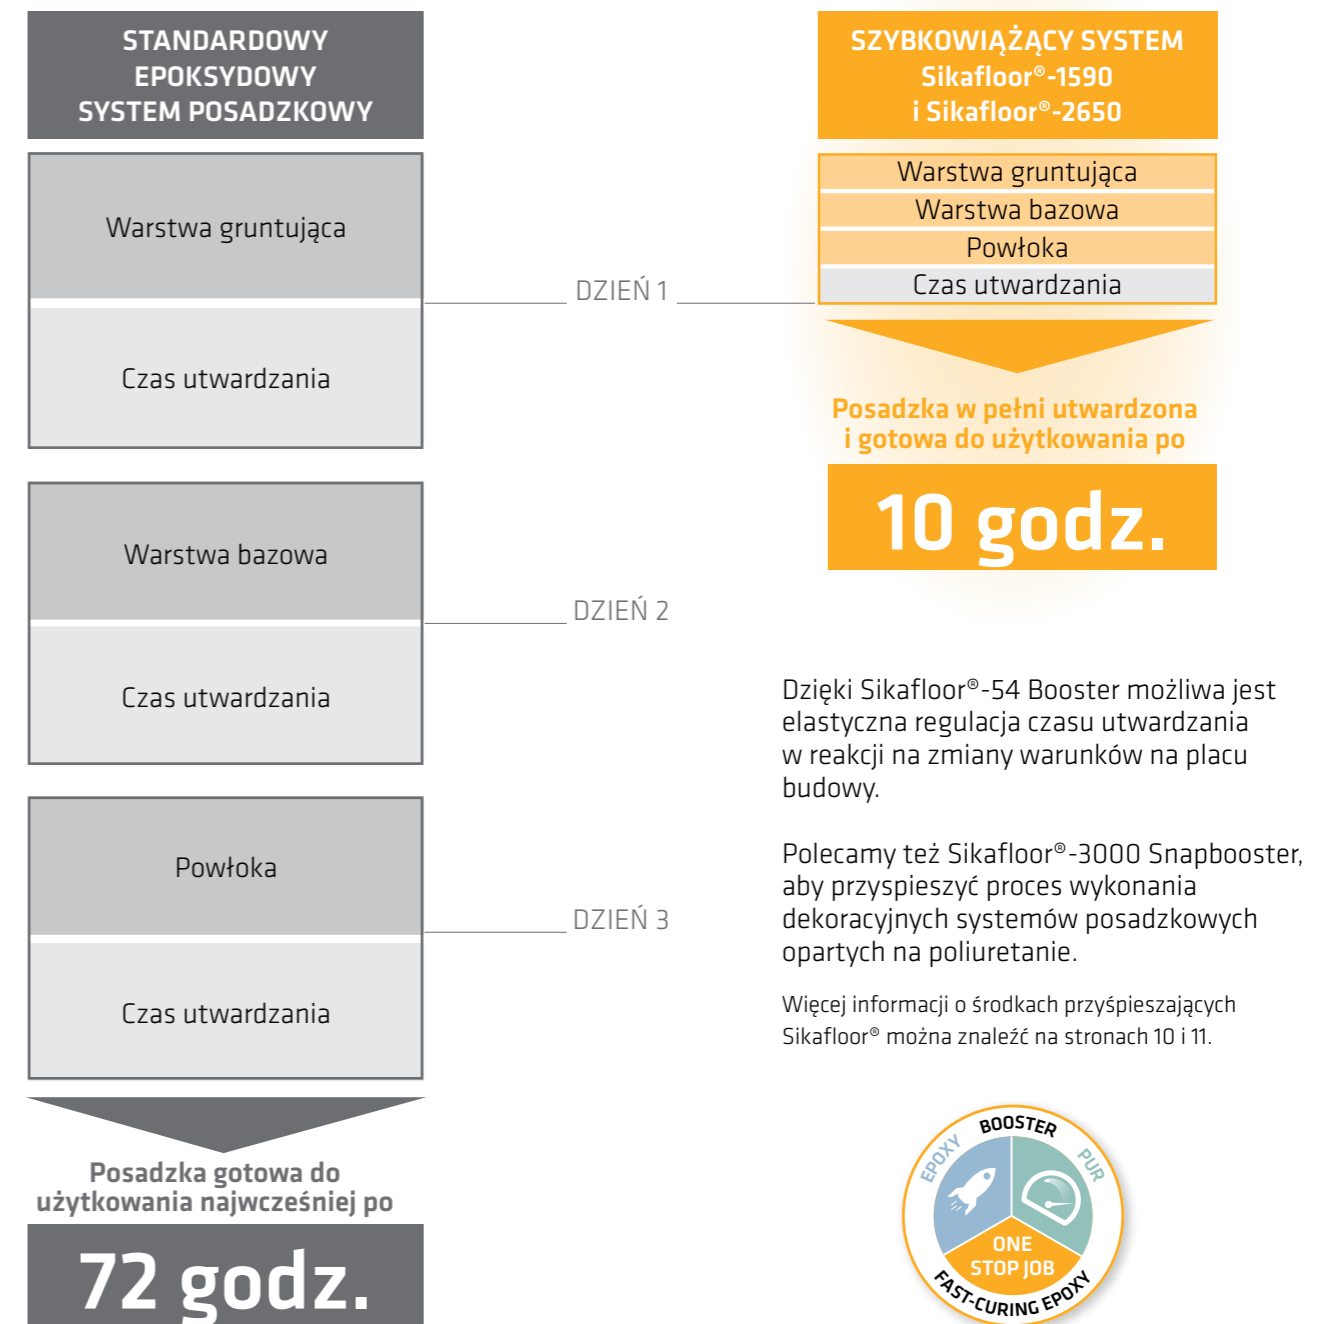 STANDARDOWY
EPOKSYDOWY
SYSTEM POSADZKOWY
Warstwa gruntująca
Czas utwardzania
DZIEŃ 1
Warstwa bazowa
Czas utwardzania
DZIEŃ 2
Powłoka
Czas utwardzania
DZIEŃ 3
Posadzka gotowa do
użytkowania najwcześniej po
72 godz.
SZYBKOWIĄŻĄCY SYSTEM
Sikafloor®-1590
i Sikafloor®-2650
Warstwa gruntująca
Warstwa bazowa
Powłoka
Czas utwardzania
Posadzka w pełni utwardzona
i gotowa do użytkowania po
10 godz.
Dzięki Sikafloor®-54 Booster możliwa jest
elastyczna regulacja czasu utwardzania
w reakcji na zmiany warunków na placu
budowy.
Polecamy też Sikafloor®-3000 Snapbooster,
aby przyspieszyć proces wykonania
dekoracyjnych systemów posadzkowych
opartych na poliuretanie.
Więcej informacji o środkach przyśpieszających
Sikafloor® można znaleźć na stronach 10 i 11.
EPOXY
BOOSTER
PUR
ONE
STOP JOB
FAST-CURING EPOXY